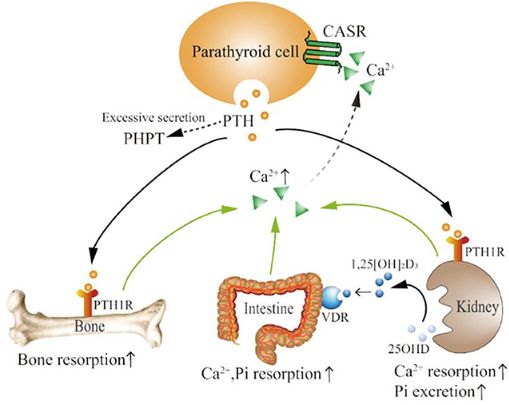 CASR
Parathyroid cell
Ca²⁺
Excessive secretion
PTH
PHPT
Ca²⁺↑
PTH1R
1,25[OH]₂D₃
PTH1R
Intestine
Kidney
Bone
VDR
25OHD
Bone resorption↑
Ca²⁺,Pi resorption↑
Ca²⁺ resorption↑
Pi excretion↑